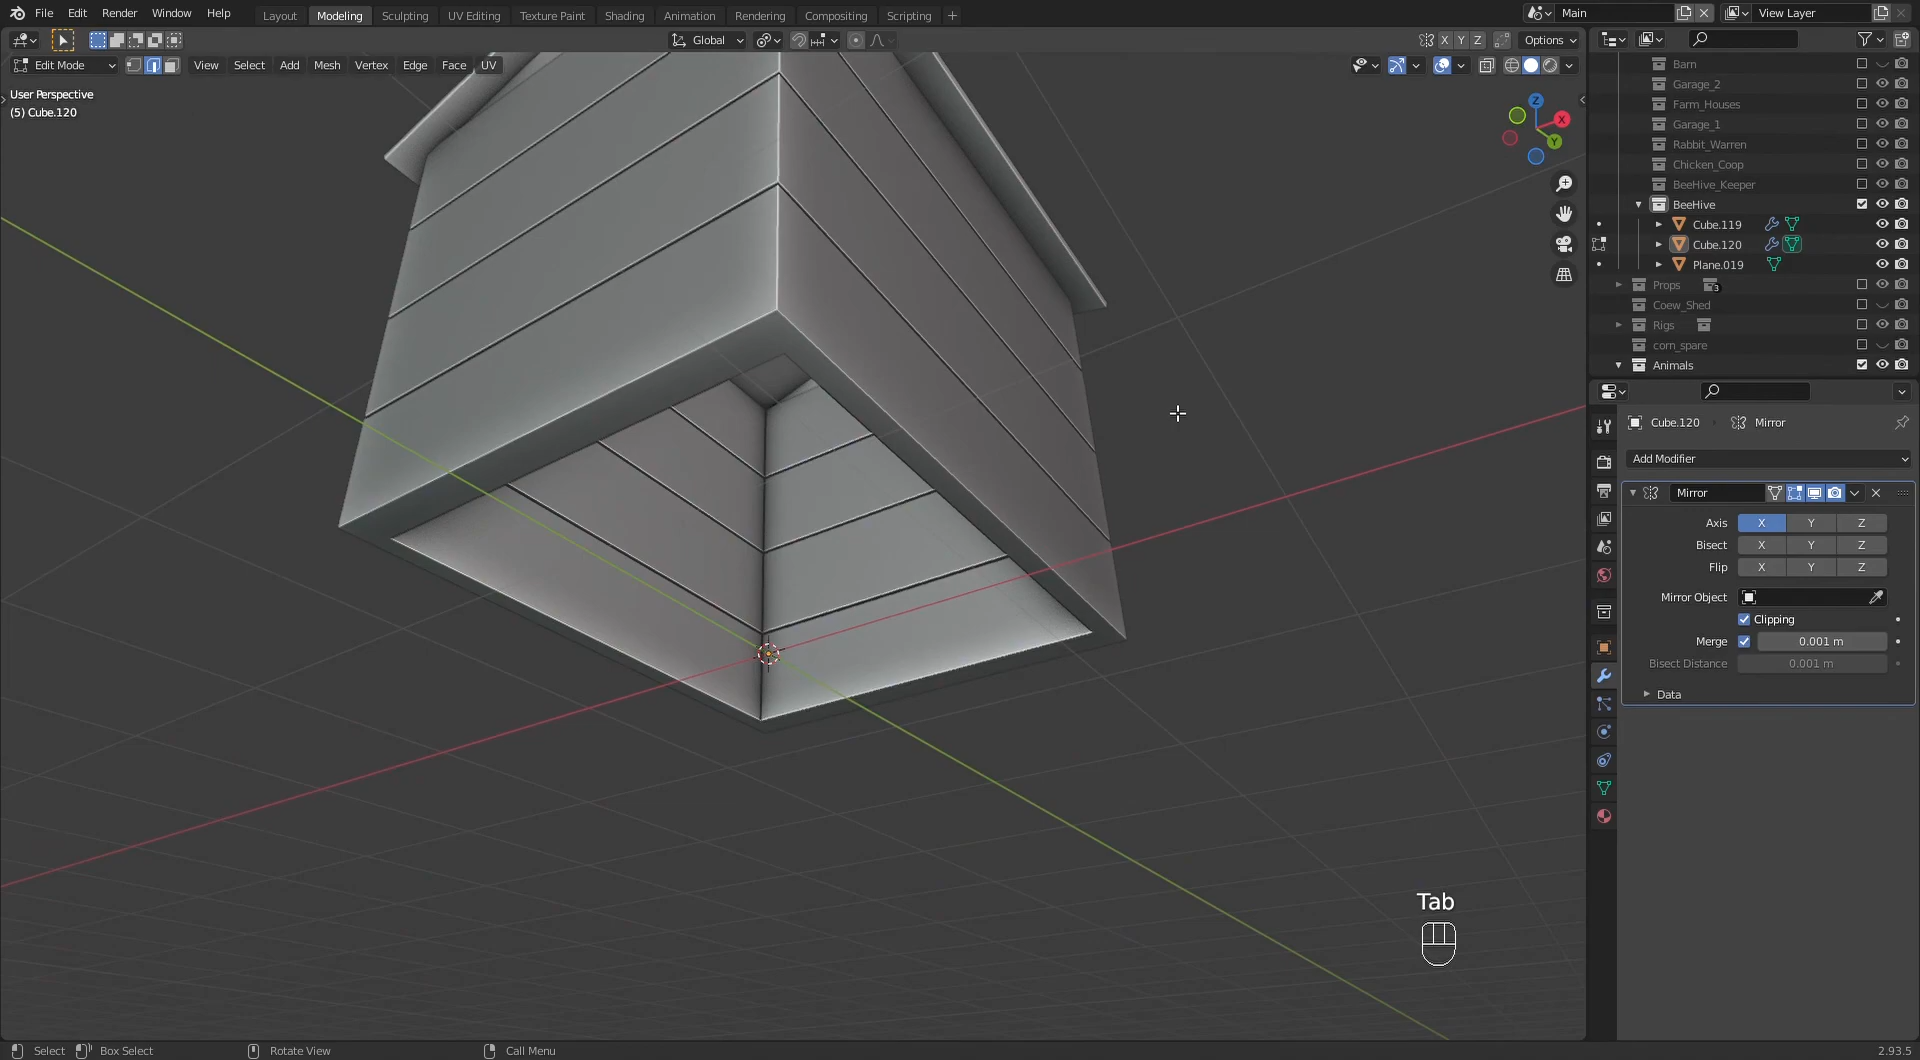 File Edit Render Window Help Layout Modeling Sculpting UV Editing Texture Paint Shading Animation Rendering Compositing Scripting + Main View Layer
Global X Y Z Options
Edit Mode View Select Add Mesh Vertex Edge Face UV
User Perspective
(5) Cube.120
Z
X
Y
Barn
Garage_2
Farm_Houses
Garage_1
Rabbit_Warren
Chicken_Coop
BeeHive_Keeper
BeeHive
Cube.119
Cube.120
Plane.019
Props 3
Coew_Shed
Rigs
corn_spare
Animals
Cube.120 Mirror
Add Modifier
Mirror
Axis X Y Z
Bisect X Y Z
Flip X Y Z
Mirror Object
Clipping
Merge 0.001 m
Bisect Distance 0.001 m
Data
Tab
Select Box Select Rotate View Call Menu 2.93.5